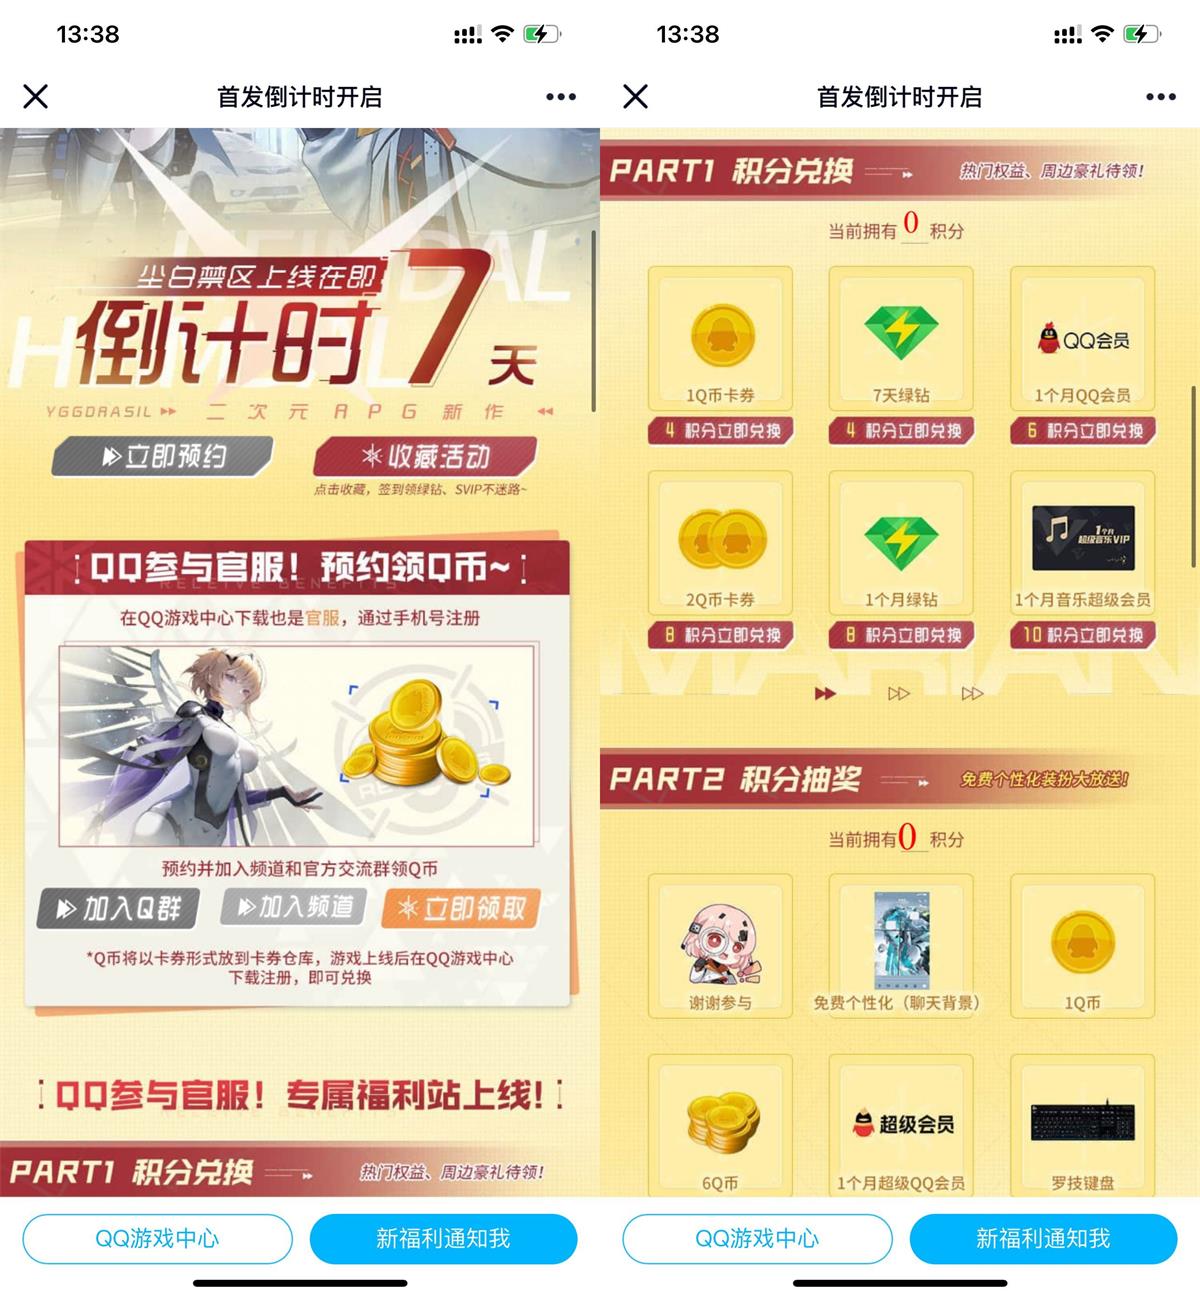 13:38
首发倒计时开启
HEIMDAL
尘白禁区上线在即
倒计时7天
YGGDRASIL 二次元RPG新作
立即预约
收藏活动
点击收藏，签到领绿钻、SVIP不迷路~
QQ参与官服！预约领Q币~
在QQ游戏中心下载也是官服，通过手机号注册
预约并加入频道和官方交流群领Q币
加入Q群
加入频道
立即领取
*Q币将以卡券形式放到卡券仓库，游戏上线后在QQ游戏中心
下载注册，即可兑换
QQ参与官服！专属福利站上线！
PART1 积分兑换
热门权益、周边豪礼待领！
QQ游戏中心
新福利通知我
13:38
首发倒计时开启
PART1 积分兑换
热门权益、周边豪礼待领！
当前拥有0积分
QQ会员
1Q币卡券
7天绿钻
1个月QQ会员
4 积分立即兑换
4 积分立即兑换
6 积分立即兑换
1个月
超级音乐VIP
2Q币卡券
1个月绿钻
1个月音乐超级会员
8 积分立即兑换
8 积分立即兑换
10 积分立即兑换
PART2 积分抽奖
免费个性化装扮大放送！
当前拥有0积分
谢谢参与
免费个性化（聊天背景）
1Q币
超级会员
6Q币
1个月超级QQ会员
罗技键盘
QQ游戏中心
新福利通知我